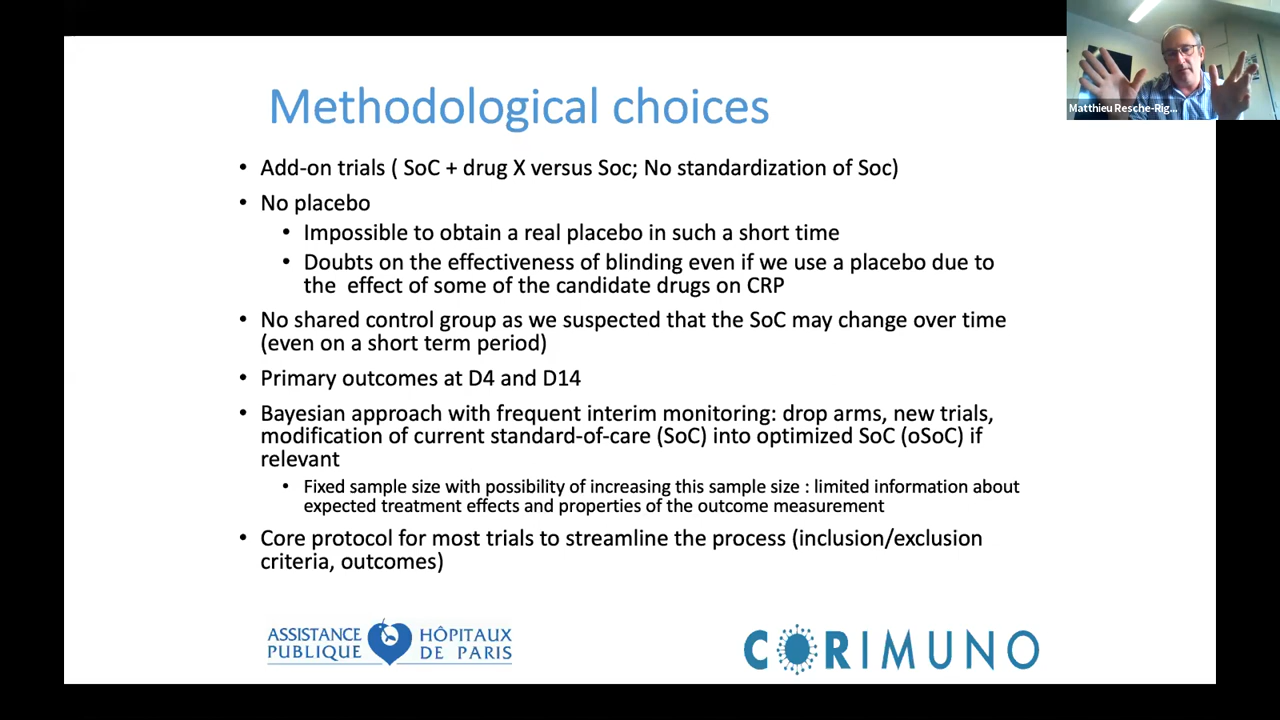 Matthieu Resche-Rig...
Methodological choices
• Add-on trials ( SoC + drug X versus Soc; No standardization of Soc)
• No placebo
• Impossible to obtain a real placebo in such a short time
• Doubts on the effectiveness of blinding even if we use a placebo due to
the effect of some of the candidate drugs on CRP
• No shared control group as we suspected that the SoC may change over time
(even on a short term period)
• Primary outcomes at D4 and D14
• Bayesian approach with frequent interim monitoring: drop arms, new trials,
modification of current standard-of-care (SoC) into optimized SoC (oSoC) if
relevant
• Fixed sample size with possibility of increasing this sample size : limited information about
expected treatment effects and properties of the outcome measurement
• Core protocol for most trials to streamline the process (inclusion/exclusion
criteria, outcomes)
ASSISTANCE HÔPITAUX
PUBLIQUE DE PARIS
CORIMUNO